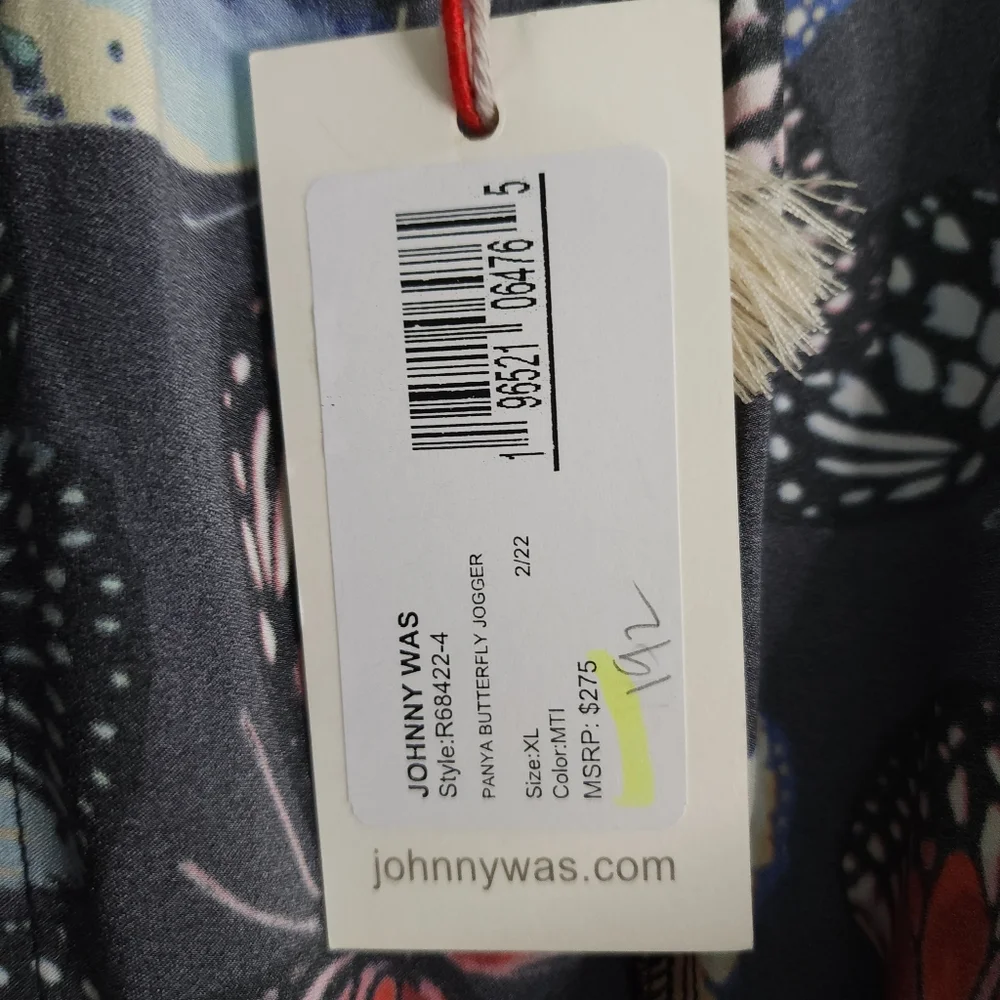 JOHNNY WAS
Style:R68422-4
PANYA BUTTERFLY JOGGER
2/22
Size:XL
Color:MTI
MSRP: $275
192
1 96521 06476 5
johnnywas.com